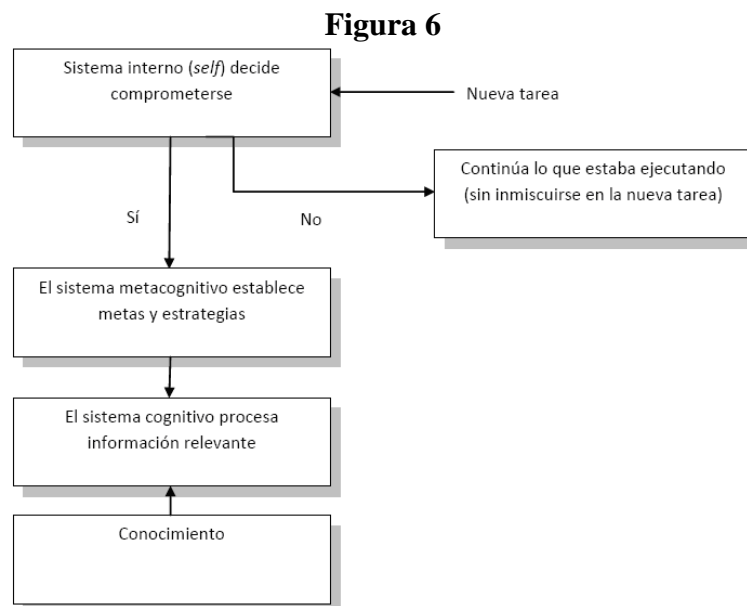 Figura 6
Sistema interno (self) decide
comprometerse
Nueva tarea
Continúa lo que estaba ejecutando
(sin inmiscuirse en la nueva tarea)
Sí
No
El sistema metacognitivo establece
metas y estrategias
El sistema cognitivo procesa
información relevante
Conocimiento